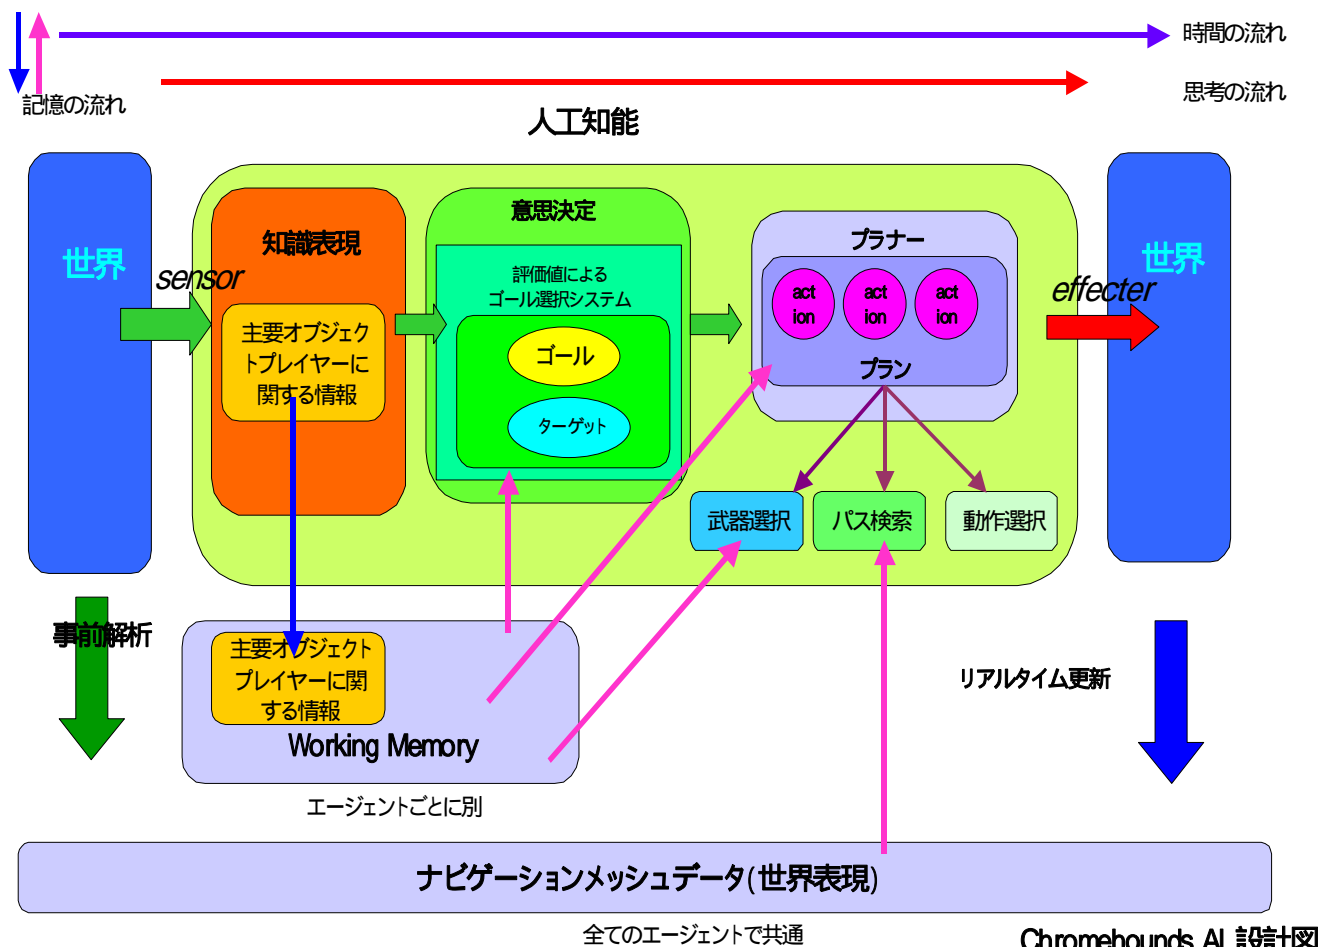 時間の流れ
記憶の流れ
思考の流れ
人工知能
世界
sensor
知識表現
主要オブジェク
トプレイヤーに
関する情報
意思決定
評価値による
ゴール選択システム
ゴール
ターゲット
プラナー
act
ion
act
ion
act
ion
プラン
effecter
世界
武器選択
パス検索
動作選択
事前解析
主要オブジェクト
プレイヤーに関
する情報
Working Memory
エージェントごとに別
リアルタイム更新
ナビゲーションメッシュデータ(世界表現)
全てのエージェントで共通
Chromehounds AI 設計図